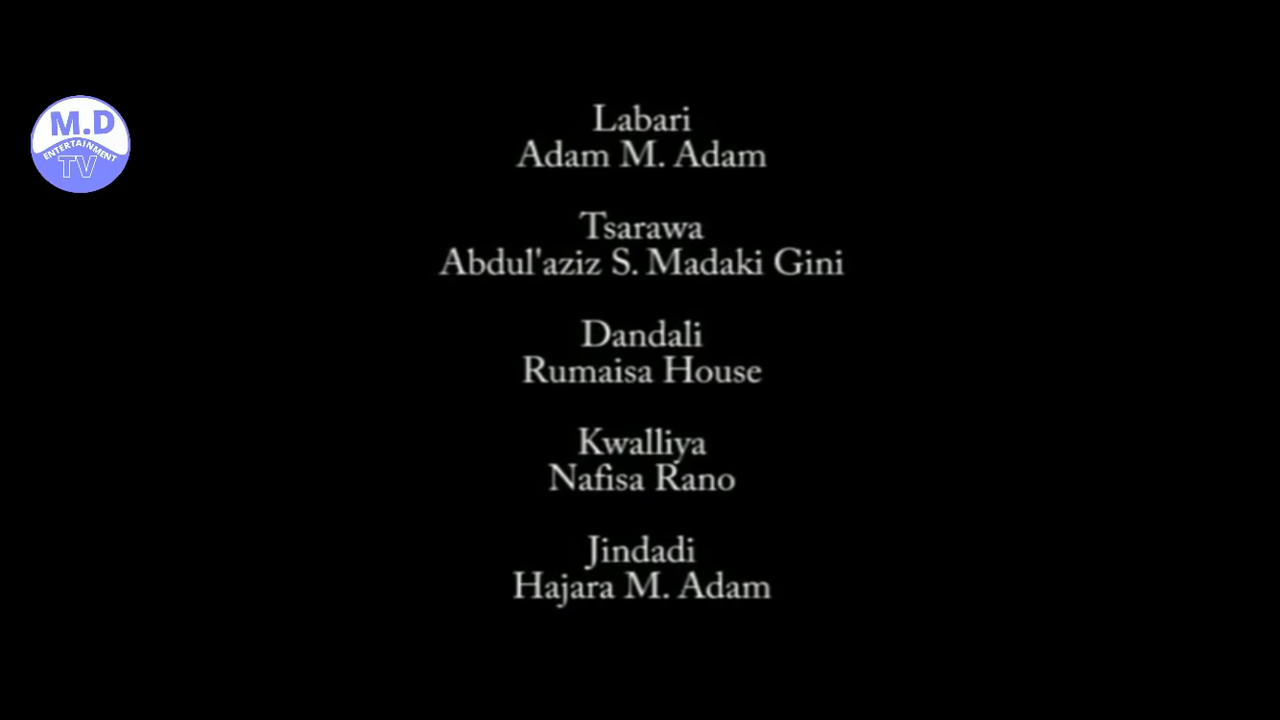 M.D
ENTERTAINMENT
TV
Labari
Adam M. Adam
Tsarawa
Abdul'aziz S. Madaki Gini
Dandali
Rumaisa House
Kwalliya
Nafisa Rano
Jindadi
Hajara M. Adam